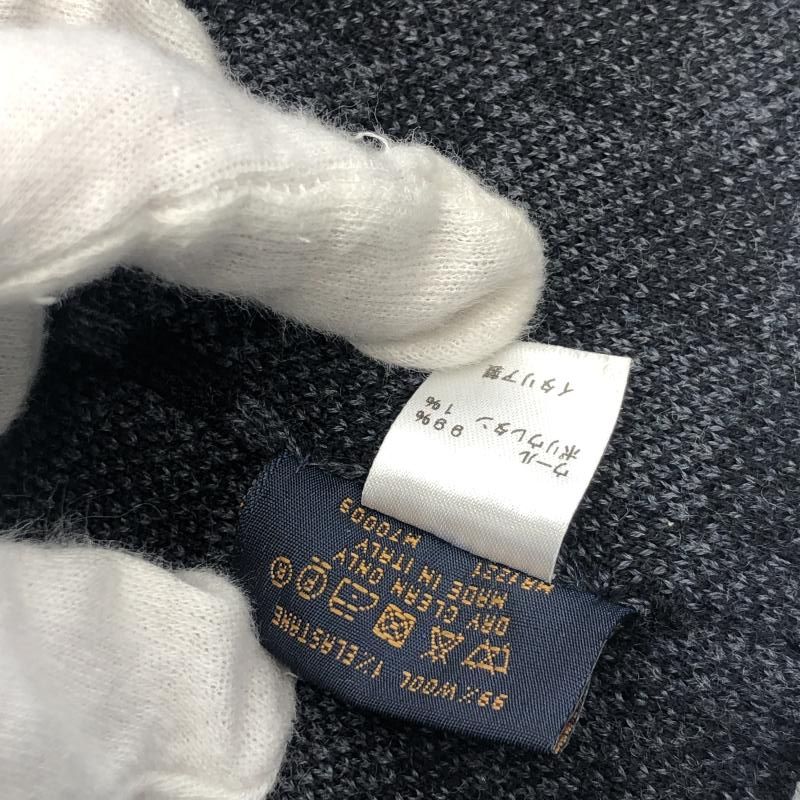 ウール 99%
ポリウレタン 1%
イタリア製
99%WOOL 1%ELASTANE
DRY CLEAN ONLY
MADE IN ITALY
M70003